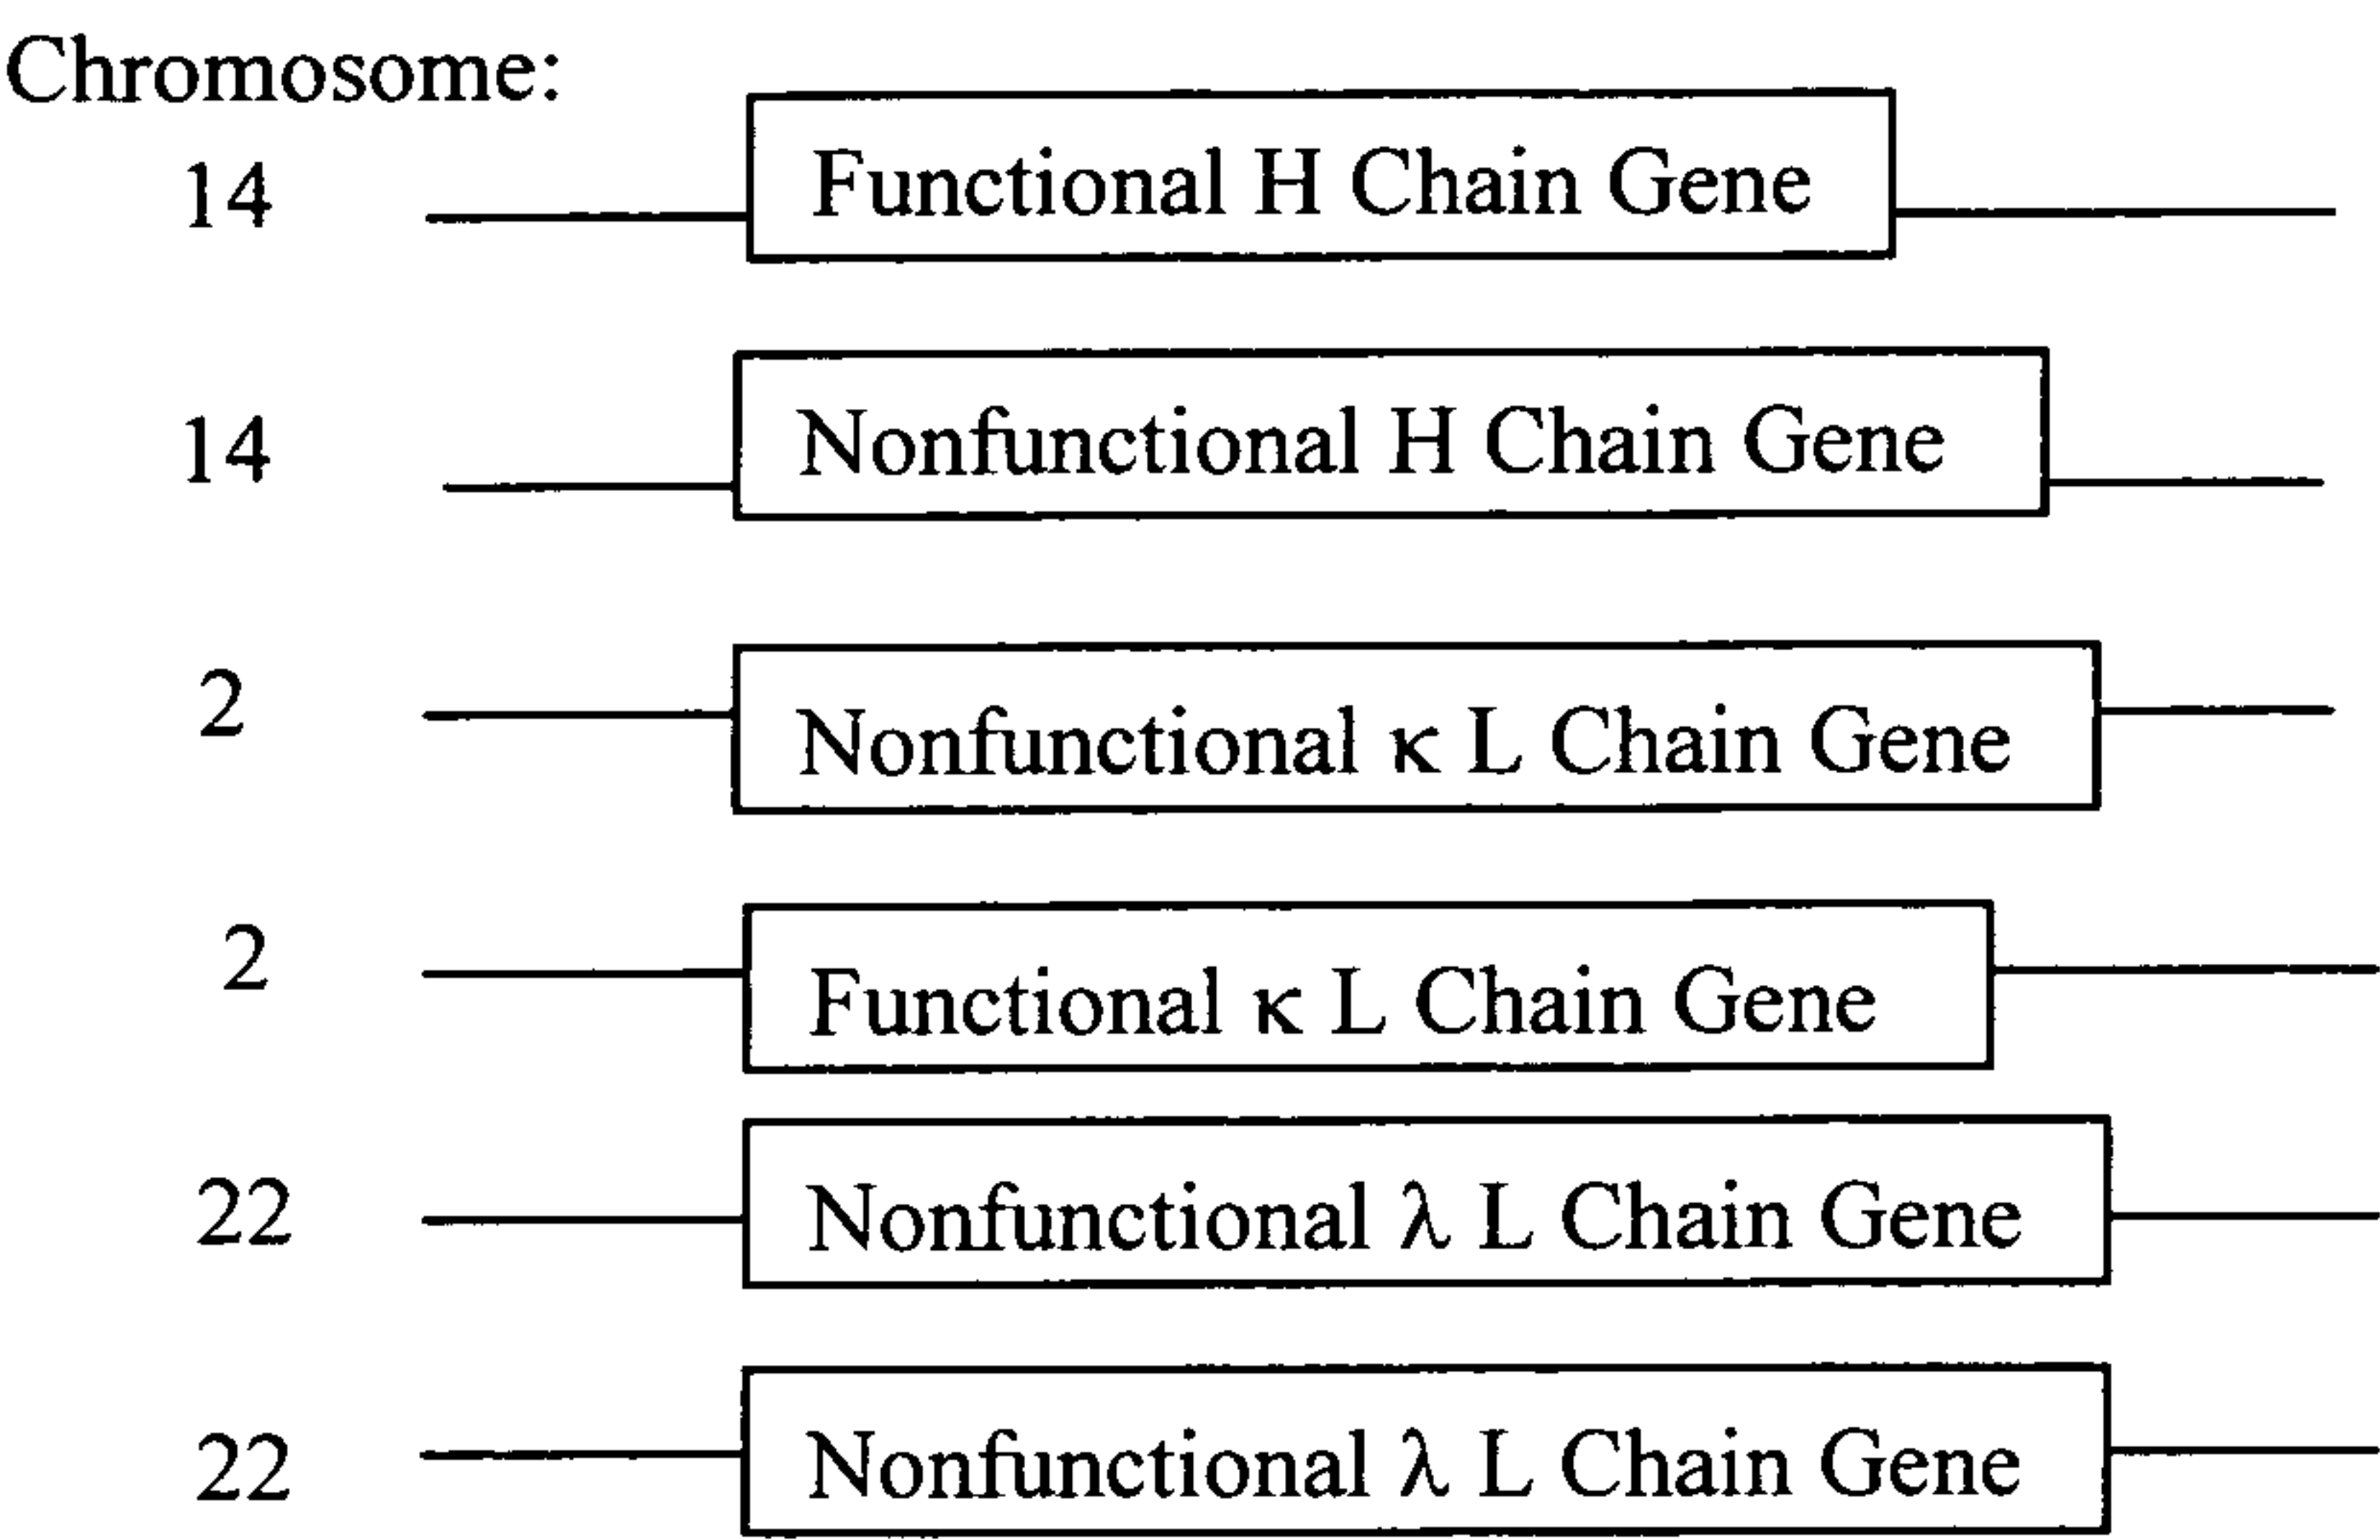 Chromosome:
14 Functional H Chain Gene
14 Nonfunctional H Chain Gene
2 Nonfunctional κ L Chain Gene
2 Functional κ L Chain Gene
22 Nonfunctional λ L Chain Gene
22 Nonfunctional λ L Chain Gene